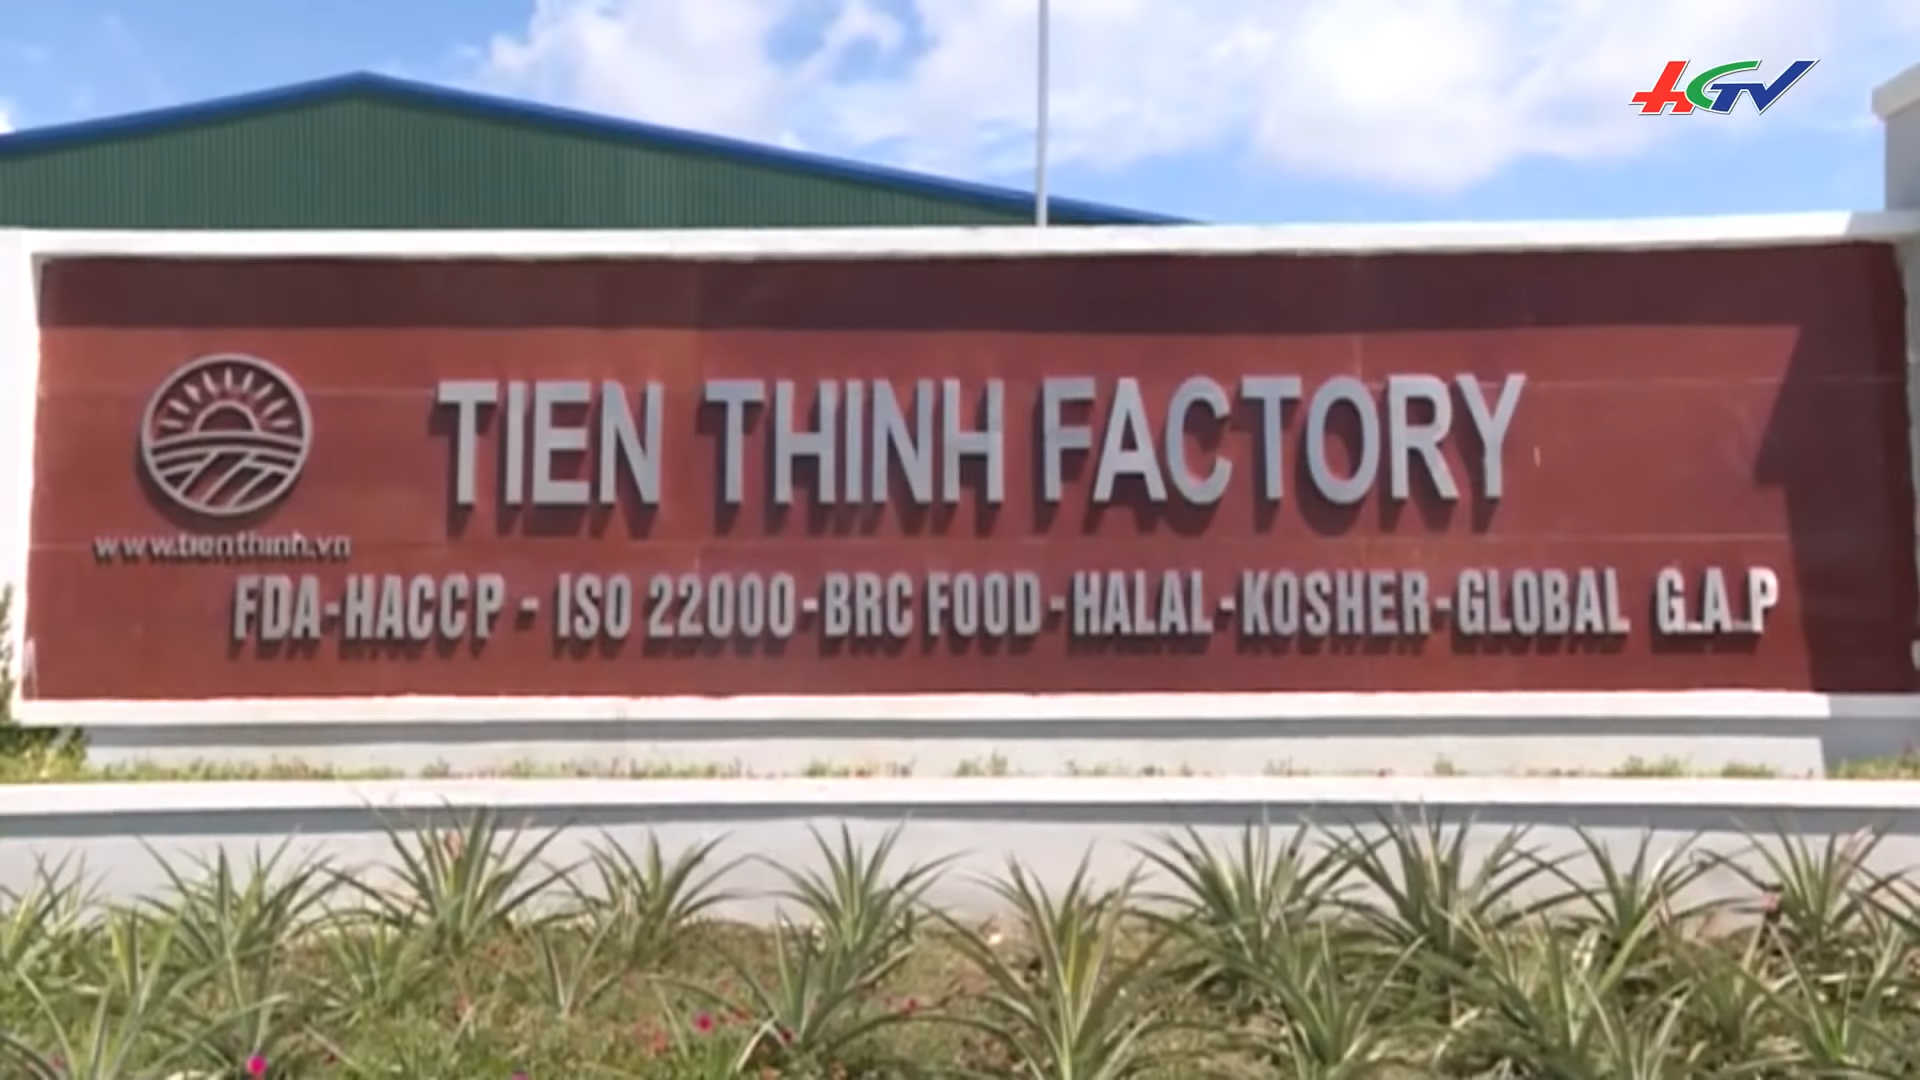 HGTV
TIEN THINH FACTORY
www.tienthinh.vn
FDA-HACCP - ISO 22000-BRC FOOD-HALAL-KOSHER-GLOBAL G.A.P